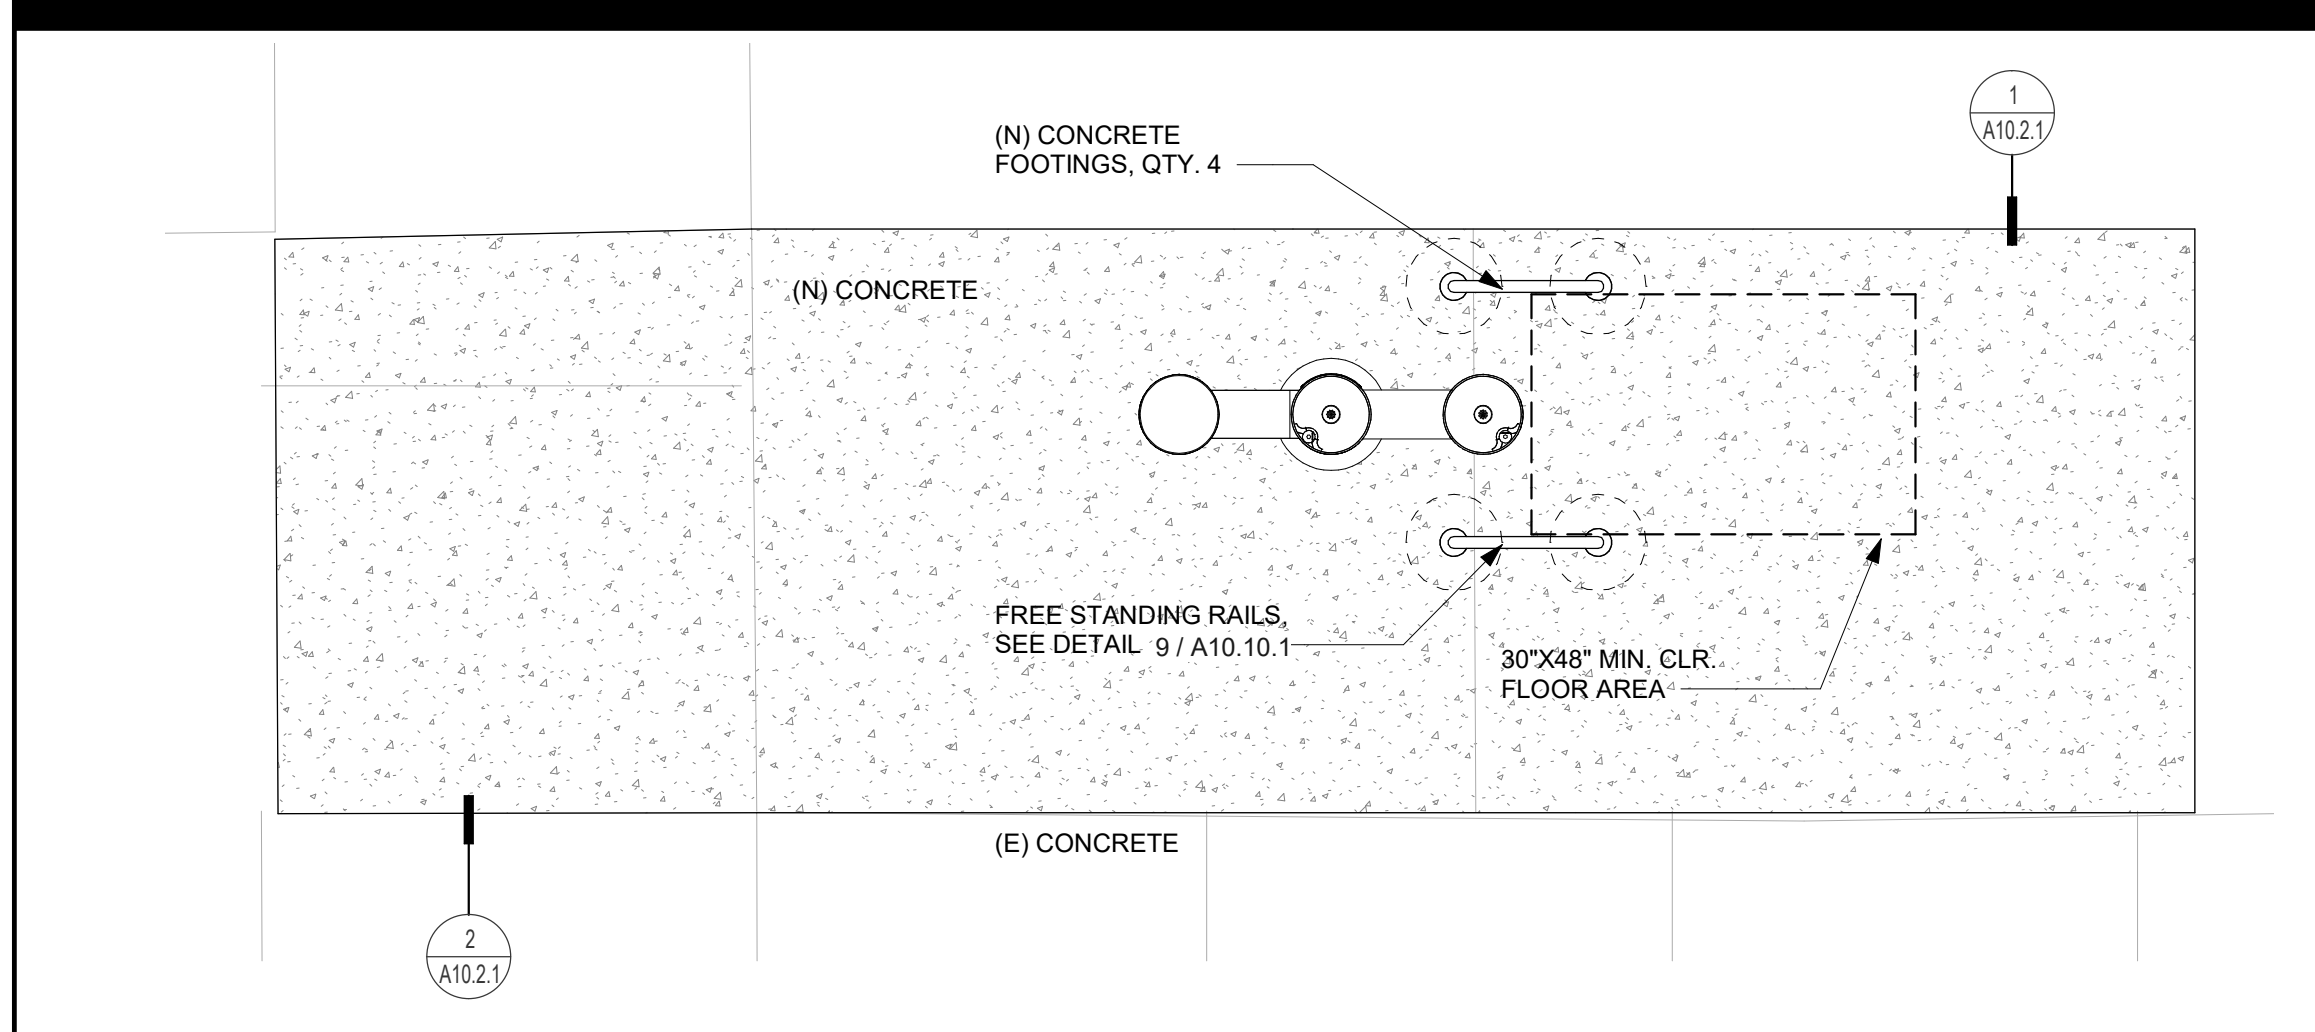 1
A10.2.1
(N) CONCRETE
FOOTINGS, QTY. 4
(N) CONCRETE
FREE STANDING RAILS,
SEE DETAIL 9 / A10.10.1
30"X48" MIN. CLR.
FLOOR AREA
(E) CONCRETE
2
A10.2.1